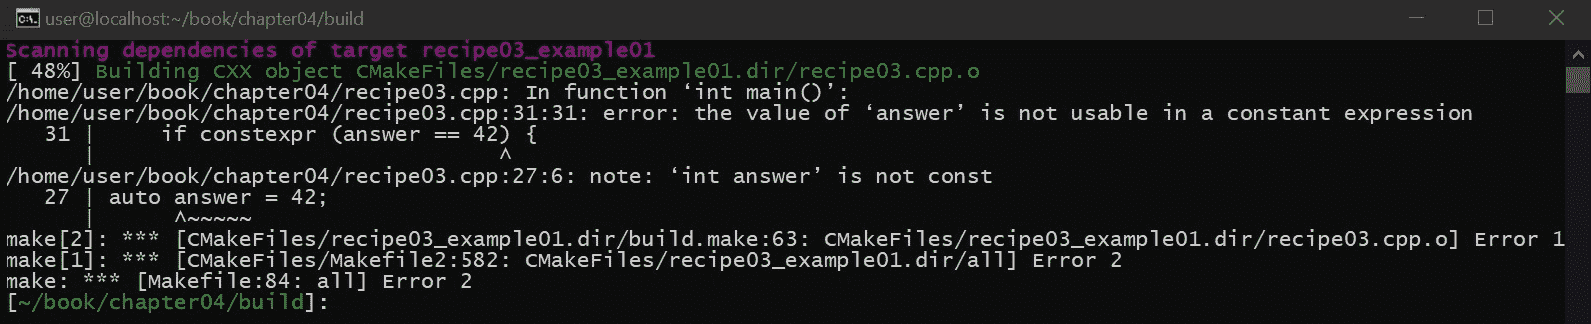 user@localhost:~/book/chapter04/build
Scanning dependencies of target recipe03_example01
[ 48%] Building CXX object CMakeFiles/recipe03_example01.dir/recipe03.cpp.o
/home/user/book/chapter04/recipe03.cpp: In function ‘int main()’:
/home/user/book/chapter04/recipe03.cpp:31:31: error: the value of ‘answer’ is not usable in a constant expression
   31 |     if constexpr (answer == 42) {
      |                               ^
/home/user/book/chapter04/recipe03.cpp:27:6: note: ‘int answer’ is not const
   27 | auto answer = 42;
      |      ^~~~~~
make[2]: *** [CMakeFiles/recipe03_example01.dir/build.make:63: CMakeFiles/recipe03_example01.dir/recipe03.cpp.o] Error 1
make[1]: *** [CMakeFiles/Makefile2:582: CMakeFiles/recipe03_example01.dir/all] Error 2
make: *** [Makefile:84: all] Error 2
[~/book/chapter04/build]: